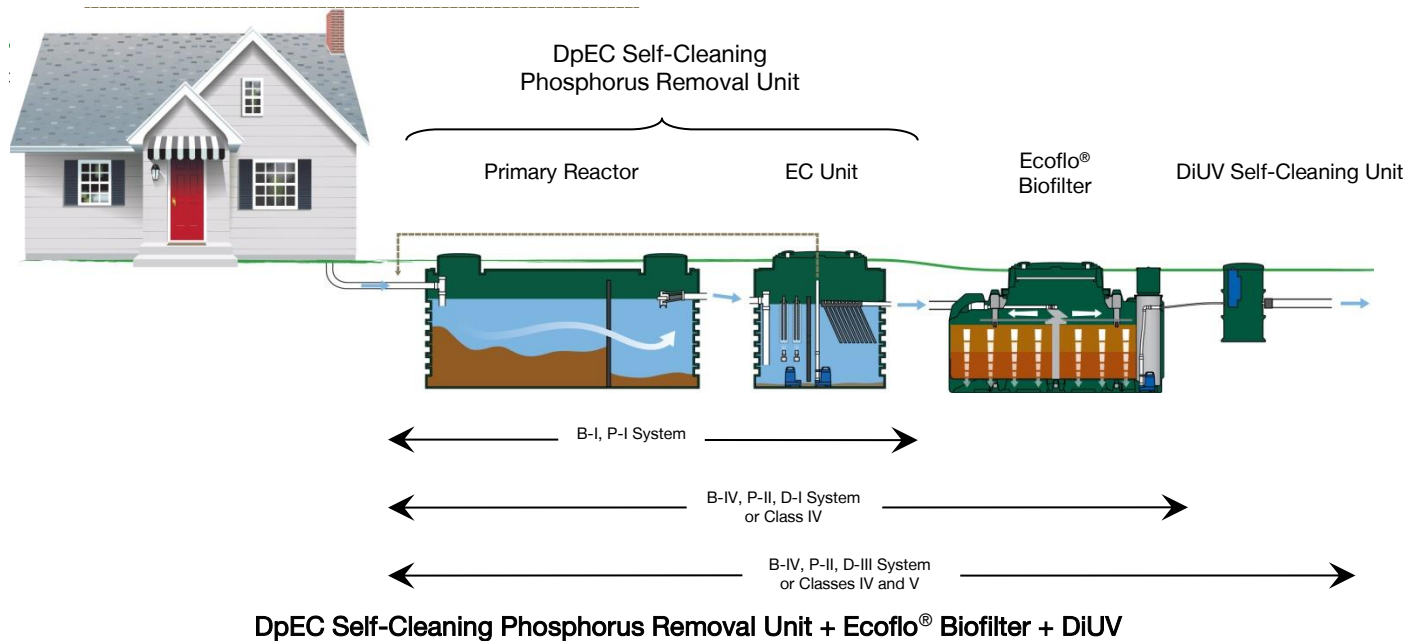 DpEC Self-Cleaning
Phosphorus Removal Unit
Primary Reactor
EC Unit
Ecoflo®
Biofilter
DiUV Self-Cleaning Unit
B-I, P-I System
B-IV, P-II, D-I System
or Class IV
B-IV, P-II, D-III System
or Classes IV and V
DpEC Self-Cleaning Phosphorus Removal Unit + Ecoflo® Biofilter + DiUV